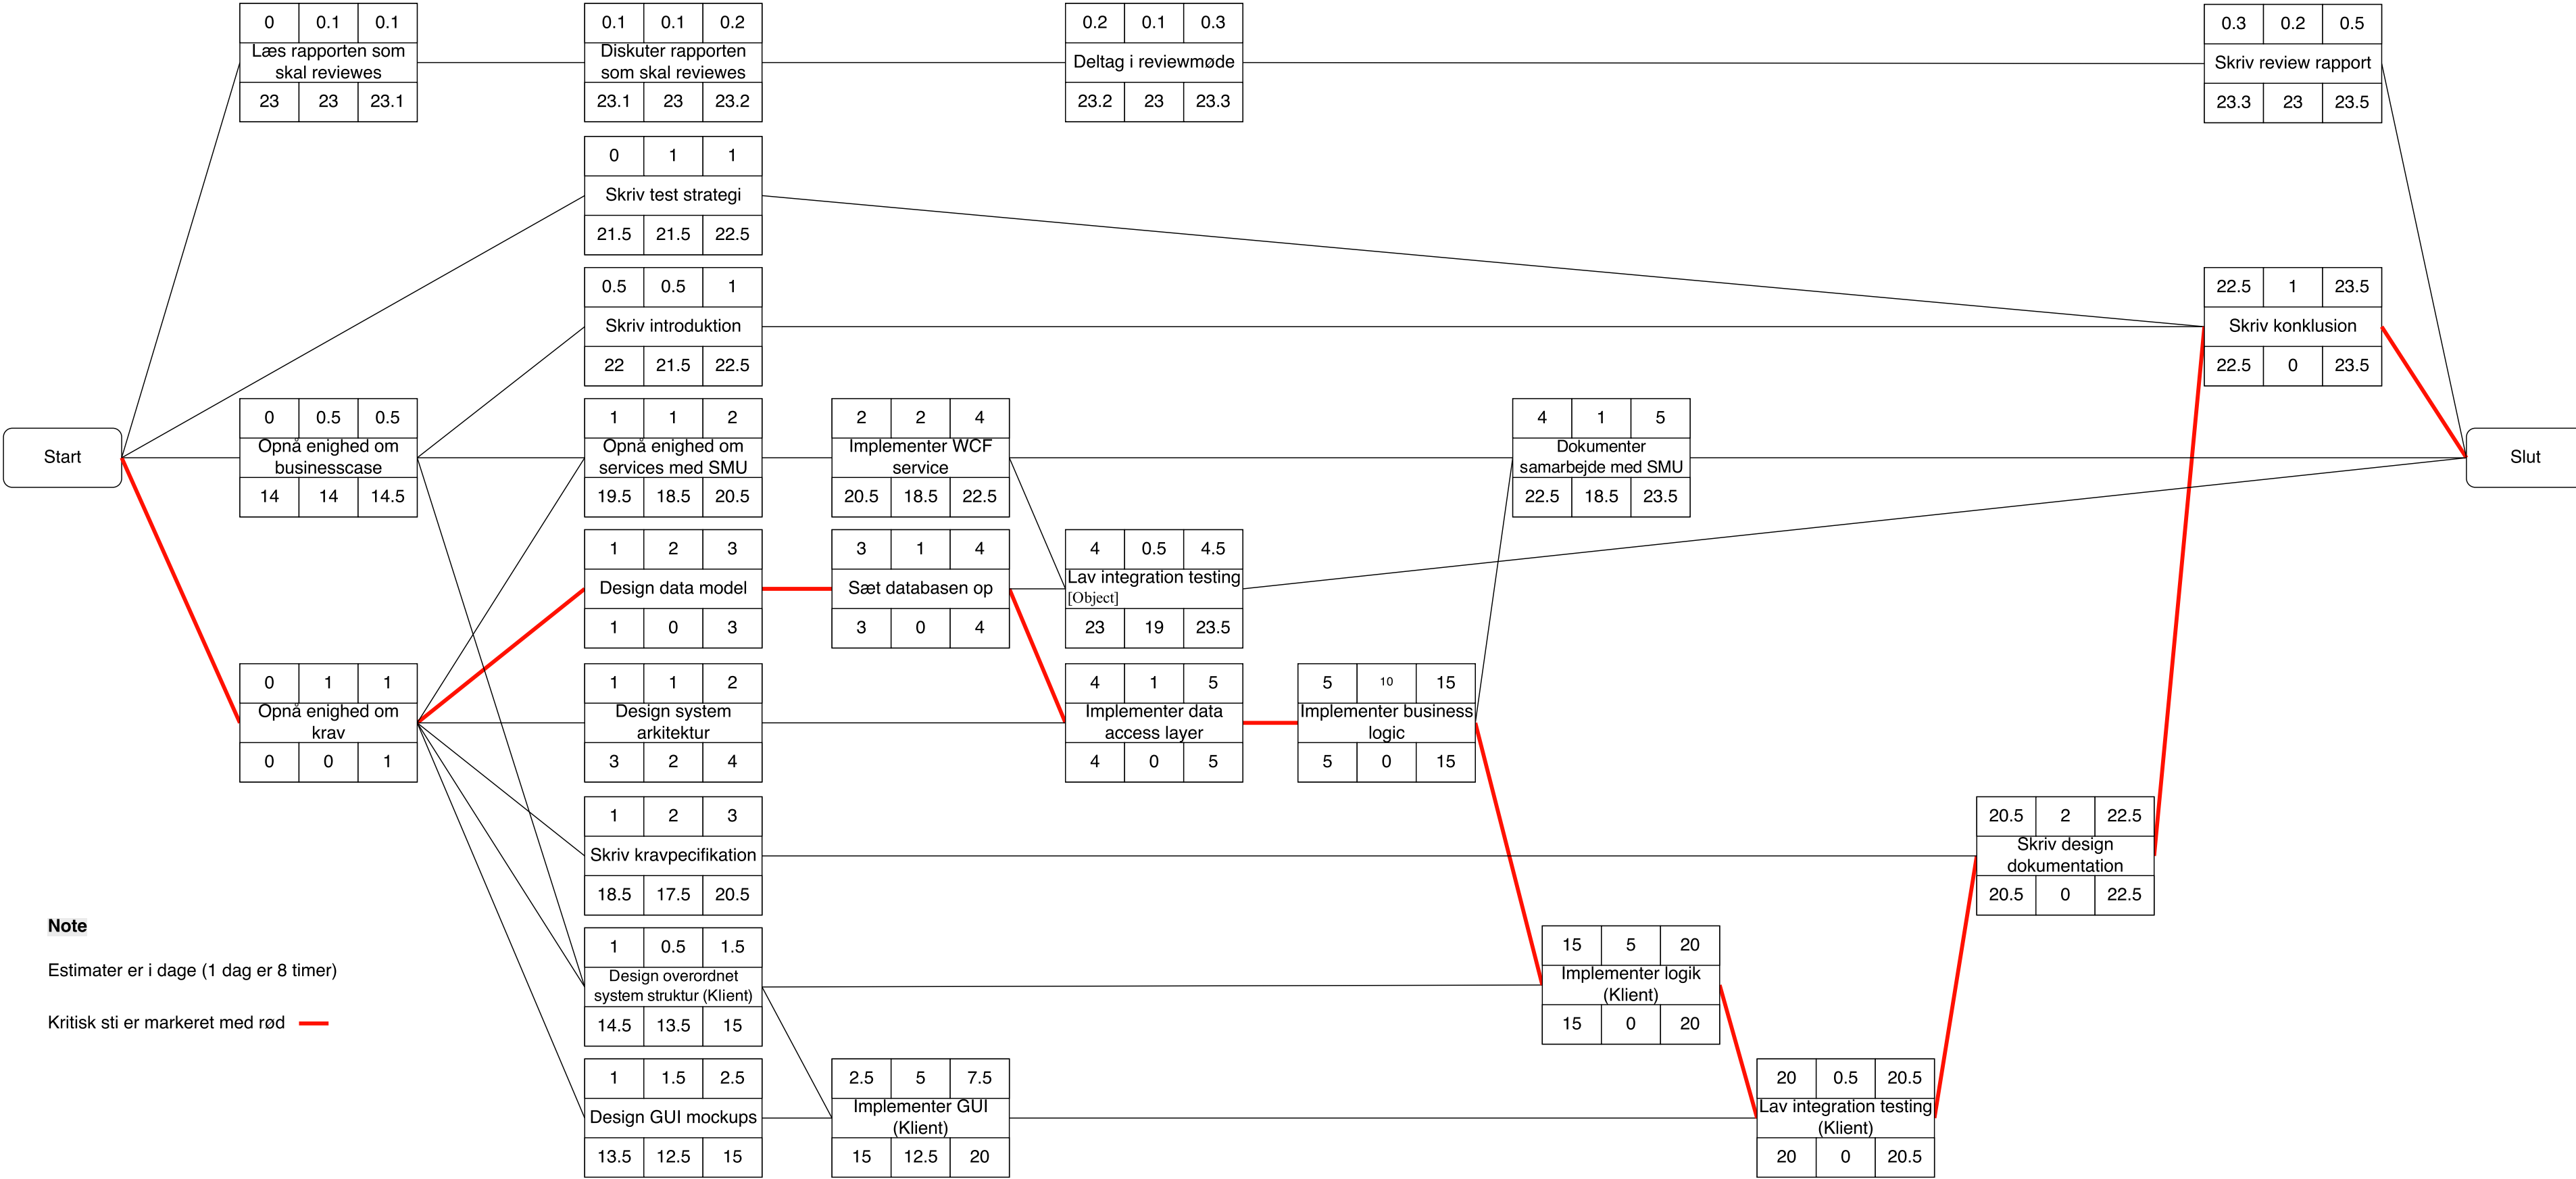 0 0.1 0.1
Læs rapporten som
skal reviewes
23 23 23.1
0.1 0.1 0.2
Diskuter rapporten
som skal reviewes
23.1 23 23.2
0.2 0.1 0.3
Deltag i reviewmøde
23.2 23 23.3
0.3 0.2 0.5
Skriv review rapport
23.3 23 23.5
0 1 1
Skriv test strategi
21.5 21.5 22.5
0.5 0.5 1
Skriv introduktion
22 21.5 22.5
22.5 1 23.5
Skriv konklusion
22.5 0 23.5
Start
0 0.5 0.5
Opnå enighed om
businesscase
14 14 14.5
1 1 2
Opnå enighed om
services med SMU
19.5 18.5 20.5
2 2 4
Implementer WCF
service
20.5 18.5 22.5
4 1 5
Dokumenter
samarbejde med SMU
22.5 18.5 23.5
Slut
1 2 3
Design data model
1 0 3
3 1 4
Sæt databasen op
3 0 4
4 0.5 4.5
Lav integration testing
[Object]
23 19 23.5
0 1 1
Opnå enighed om
krav
0 0 1
1 1 2
Design system
arkitektur
3 2 4
4 1 5
Implementer data
access layer
4 0 5
5 10 15
Implementer business
logic
5 0 15
1 2 3
Skriv kravpecifikation
18.5 17.5 20.5
20.5 2 22.5
Skriv design
dokumentation
20.5 0 22.5
Note
Estimater er i dage (1 dag er 8 timer)
Kritisk sti er markeret med rød
1 0.5 1.5
Design overordnet
system struktur (Klient)
14.5 13.5 15
15 5 20
Implementer logik
(Klient)
15 0 20
1 1.5 2.5
Design GUI mockups
13.5 12.5 15
2.5 5 7.5
Implementer GUI
(Klient)
15 12.5 20
20 0.5 20.5
Lav integration testing
(Klient)
20 0 20.5